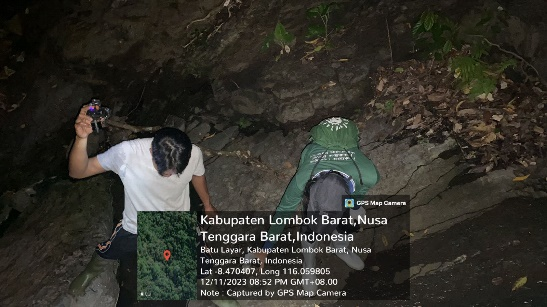 GPS Map Camera
Kabupaten Lombok Barat,Nusa
Tenggara Barat,Indonesia
Batu Layar, Kabupaten Lombok Barat, Nusa
Tenggara Barat, Indonesia
Lat -8.470407, Long 116.059805
12/11/2023 08:52 PM GMT+08.00
Note : Captured by GPS Map Camera